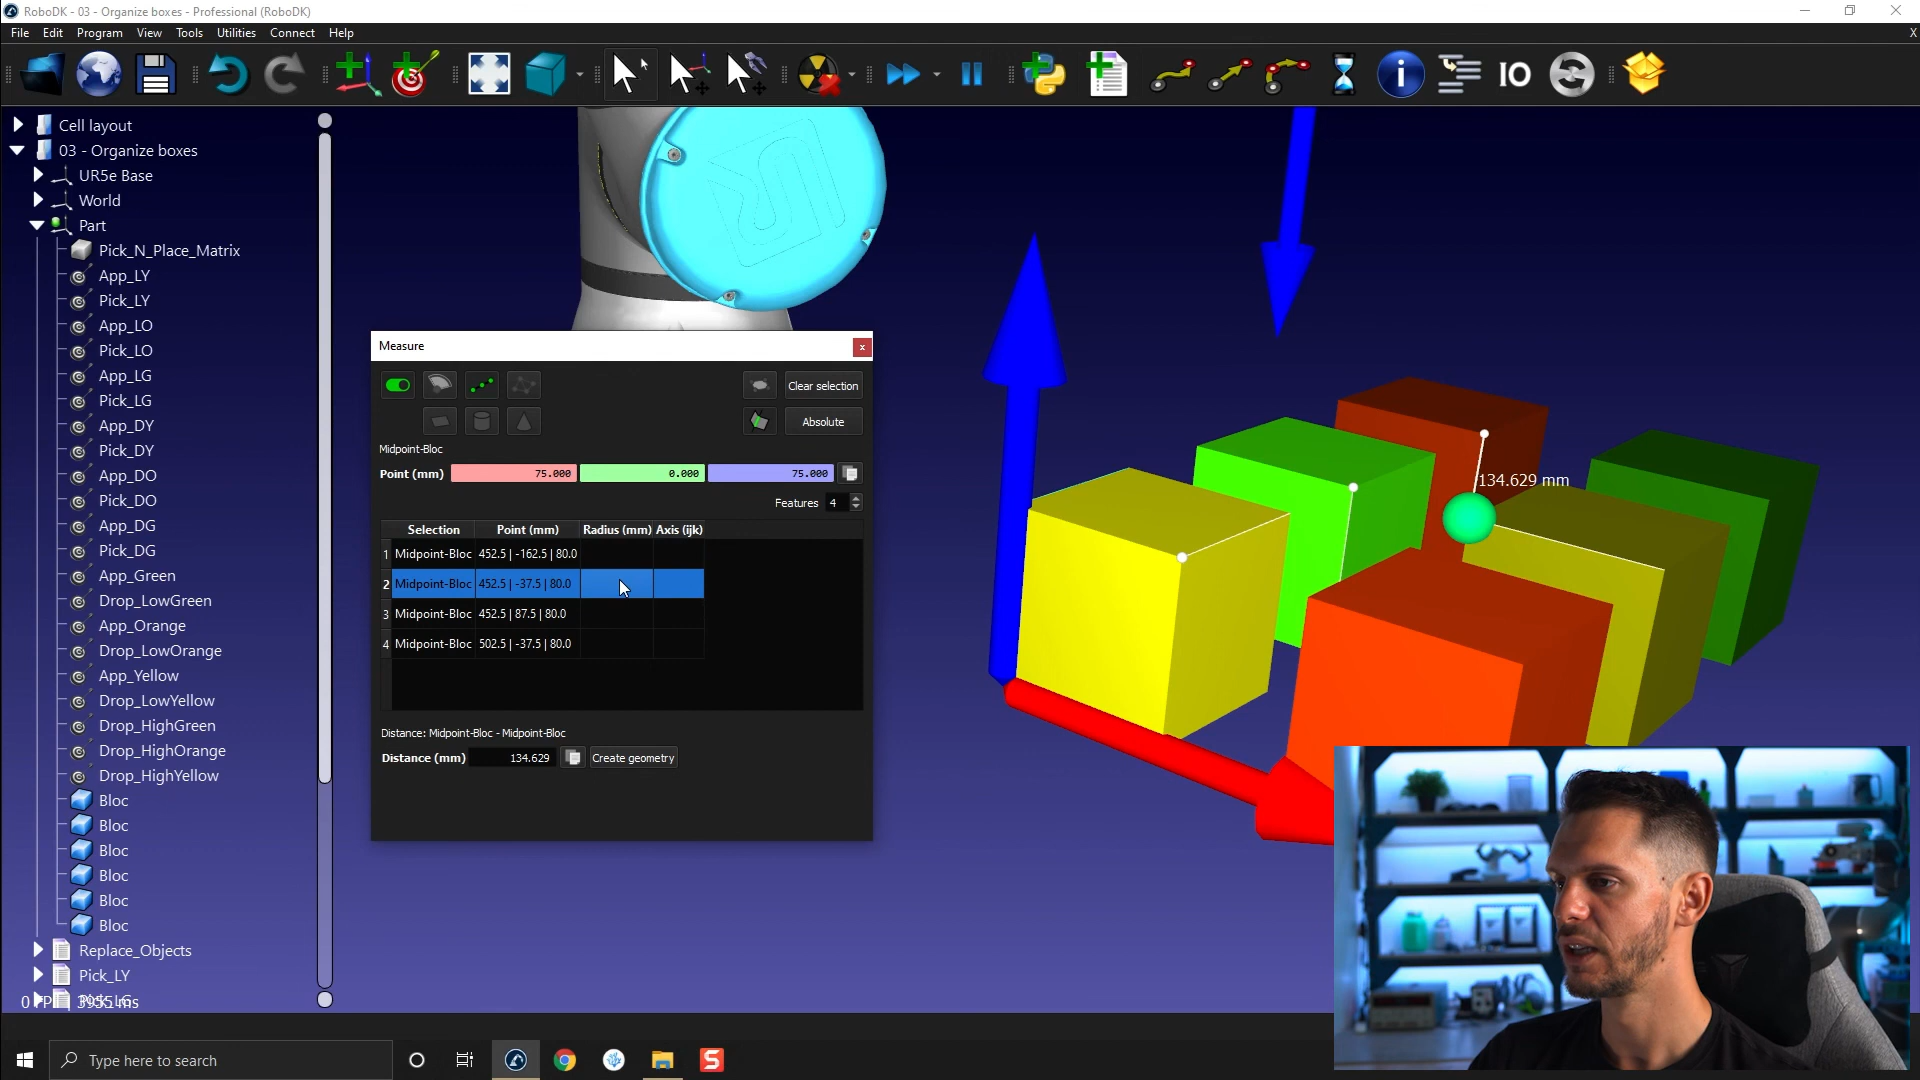 RoboDK - 03 - Organize boxes - Professional (RoboDK)
File Edit Program View Tools Utilities Connect Help
X
IO
Cell layout
03 - Organize boxes
UR5e Base
World
Part
Pick_N_Place_Matrix
App_LY
Pick_LY
App_LO
Pick_LO
App_LG
Pick_LG
App_DY
Pick_DY
App_DO
Pick_DO
App_DG
Pick_DG
App_Green
Drop_LowGreen
App_Orange
Drop_LowOrange
App_Yellow
Drop_LowYellow
Drop_HighGreen
Drop_HighOrange
Drop_HighYellow
Bloc
Bloc
Bloc
Bloc
Bloc
Bloc
Replace_Objects
Pick_LY
Measure
x
Clear selection
Absolute
Midpoint-Bloc
Point (mm) 75.000 0.000 75.000
Features 4
Selection Point (mm) Radius (mm) Axis (ijk)
1 Midpoint-Bloc 452.5 | -162.5 | 80.0
2 Midpoint-Bloc 452.5 | -37.5 | 80.0
3 Midpoint-Bloc 452.5 | 87.5 | 80.0
4 Midpoint-Bloc 502.5 | -37.5 | 80.0
Distance: Midpoint-Bloc - Midpoint-Bloc
Distance (mm) 134.629 Create geometry
134.629 mm
Type here to search
S